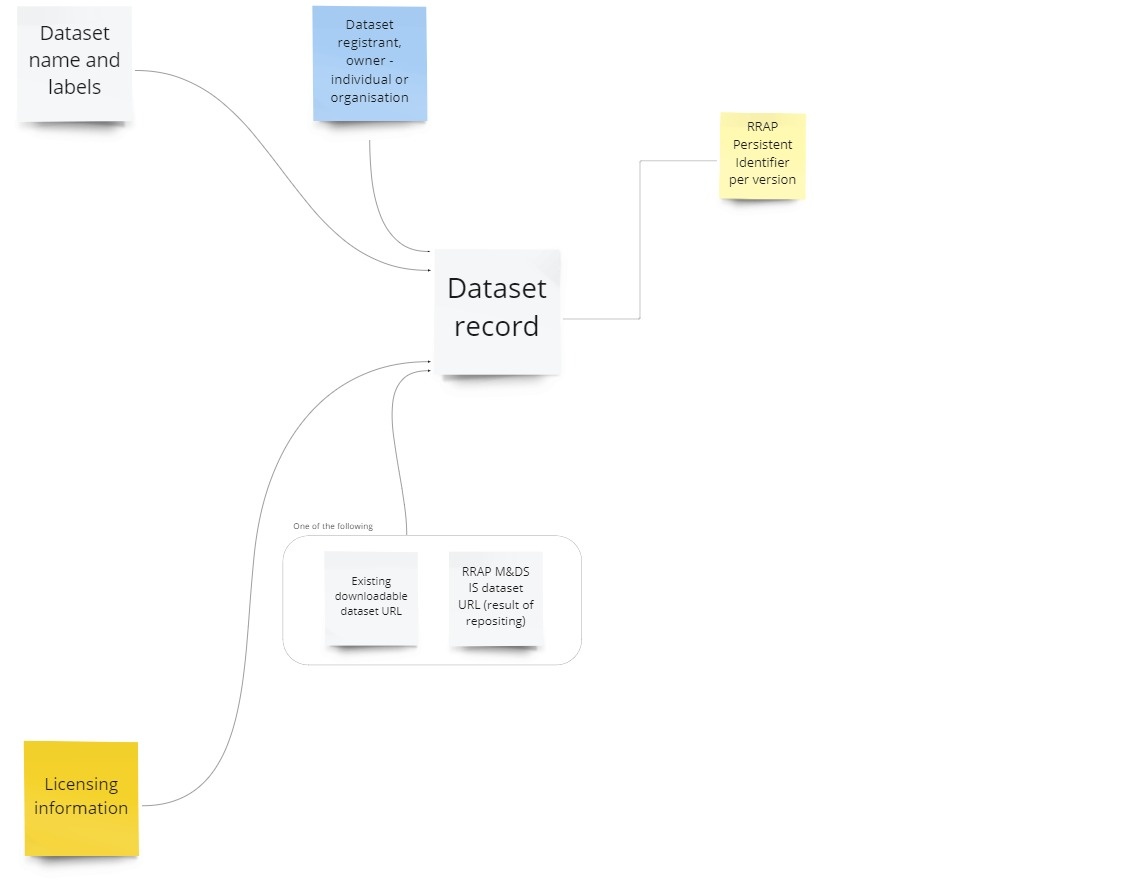 Dataset
name and
labels
Dataset
registrant,
owner -
individual or
organisation
RRAP
Persistent
Identifier
per version
Dataset
record
One of the following
Existing
downloadable
dataset URL
RRAP M&DS
IS dataset
URL (result of
repositing)
Licensing
information